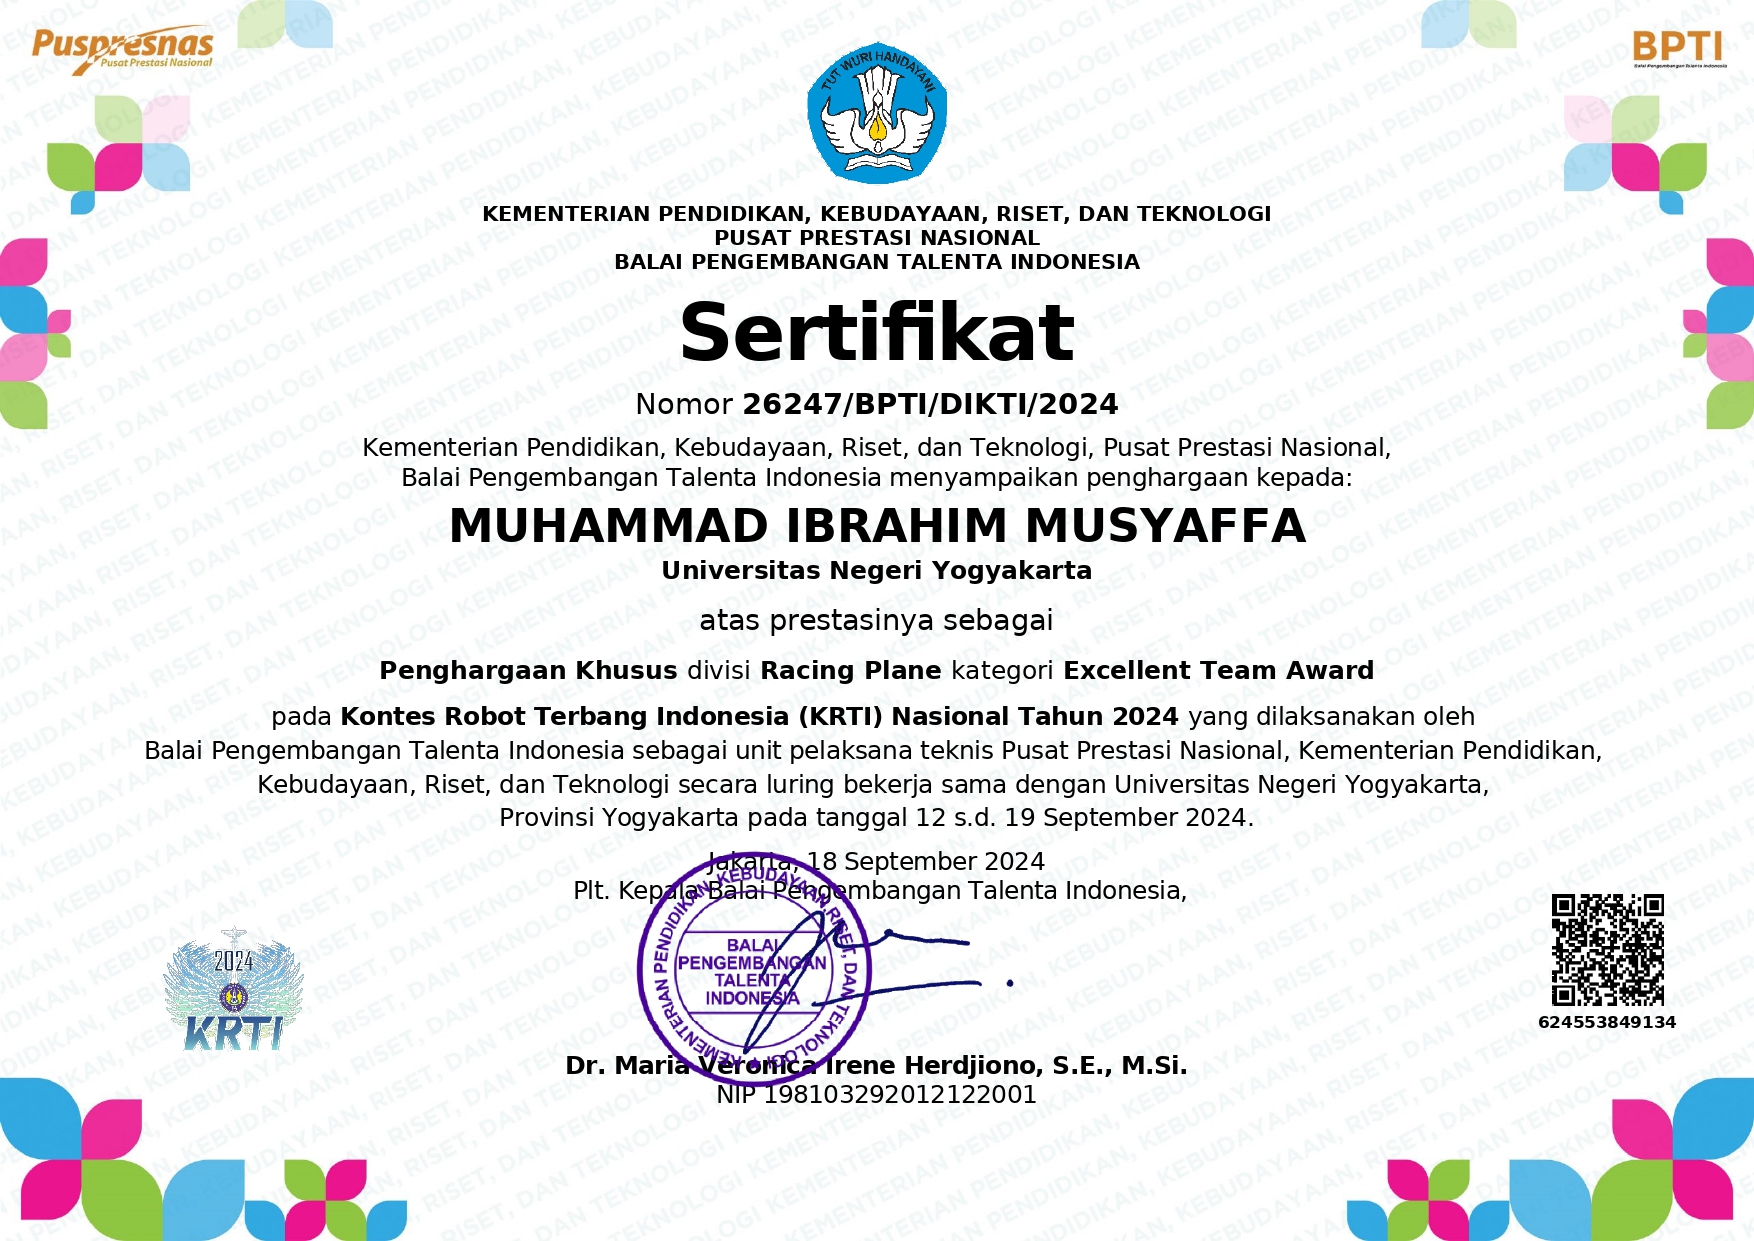 Puspresnas
Pusat Prestasi Nasional
BPTI
Balai Pengembangan Talenta Indonesia
TUT WURI HANDAYANI
KEMENTERIAN PENDIDIKAN, KEBUDAYAAN, RISET, DAN TEKNOLOGI
PUSAT PRESTASI NASIONAL
BALAI PENGEMBANGAN TALENTA INDONESIA
Sertifikat
Nomor 26247/BPTI/DIKTI/2024
Kementerian Pendidikan, Kebudayaan, Riset, dan Teknologi, Pusat Prestasi Nasional,
Balai Pengembangan Talenta Indonesia menyampaikan penghargaan kepada:
MUHAMMAD IBRAHIM MUSYAFFA
Universitas Negeri Yogyakarta
atas prestasinya sebagai
Penghargaan Khusus divisi Racing Plane kategori Excellent Team Award
pada Kontes Robot Terbang Indonesia (KRTI) Nasional Tahun 2024 yang dilaksanakan oleh
Balai Pengembangan Talenta Indonesia sebagai unit pelaksana teknis Pusat Prestasi Nasional, Kementerian Pendidikan,
Kebudayaan, Riset, dan Teknologi secara luring bekerja sama dengan Universitas Negeri Yogyakarta,
Provinsi Yogyakarta pada tanggal 12 s.d. 19 September 2024.
Jakarta, 18 September 2024
Plt. Kepala Balai Pengembangan Talenta Indonesia,
KEMENTERIAN PENDIDIKAN, KEBUDAYAAN, RISET, DAN TEKNOLOGI
BALAI
PENGEMBANGAN
TALENTA
INDONESIA
2024
KRTI
624553849134
Dr. Maria Veronica Irene Herdjiono, S.E., M.Si.
NIP 198103292012122001